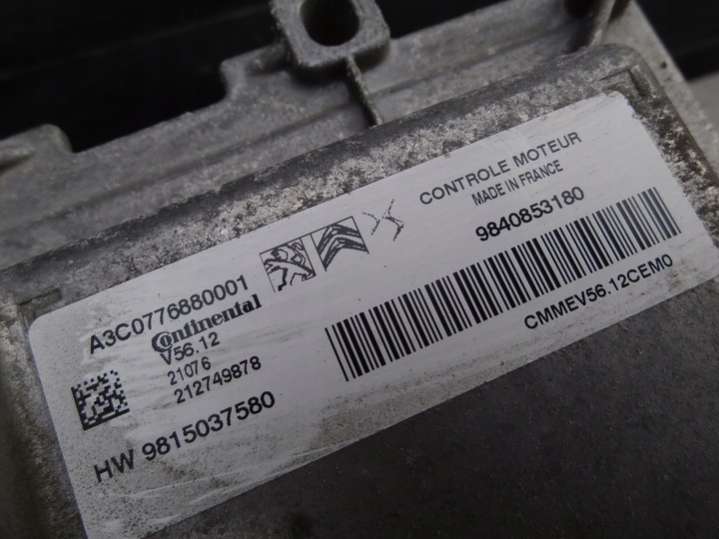 A3C0776880001
Continental
V56.12
21076
212749878
HW 9815037580
CONTROLE MOTEUR
MADE IN FRANCE
9840853180
CMMEV56.12CEM0